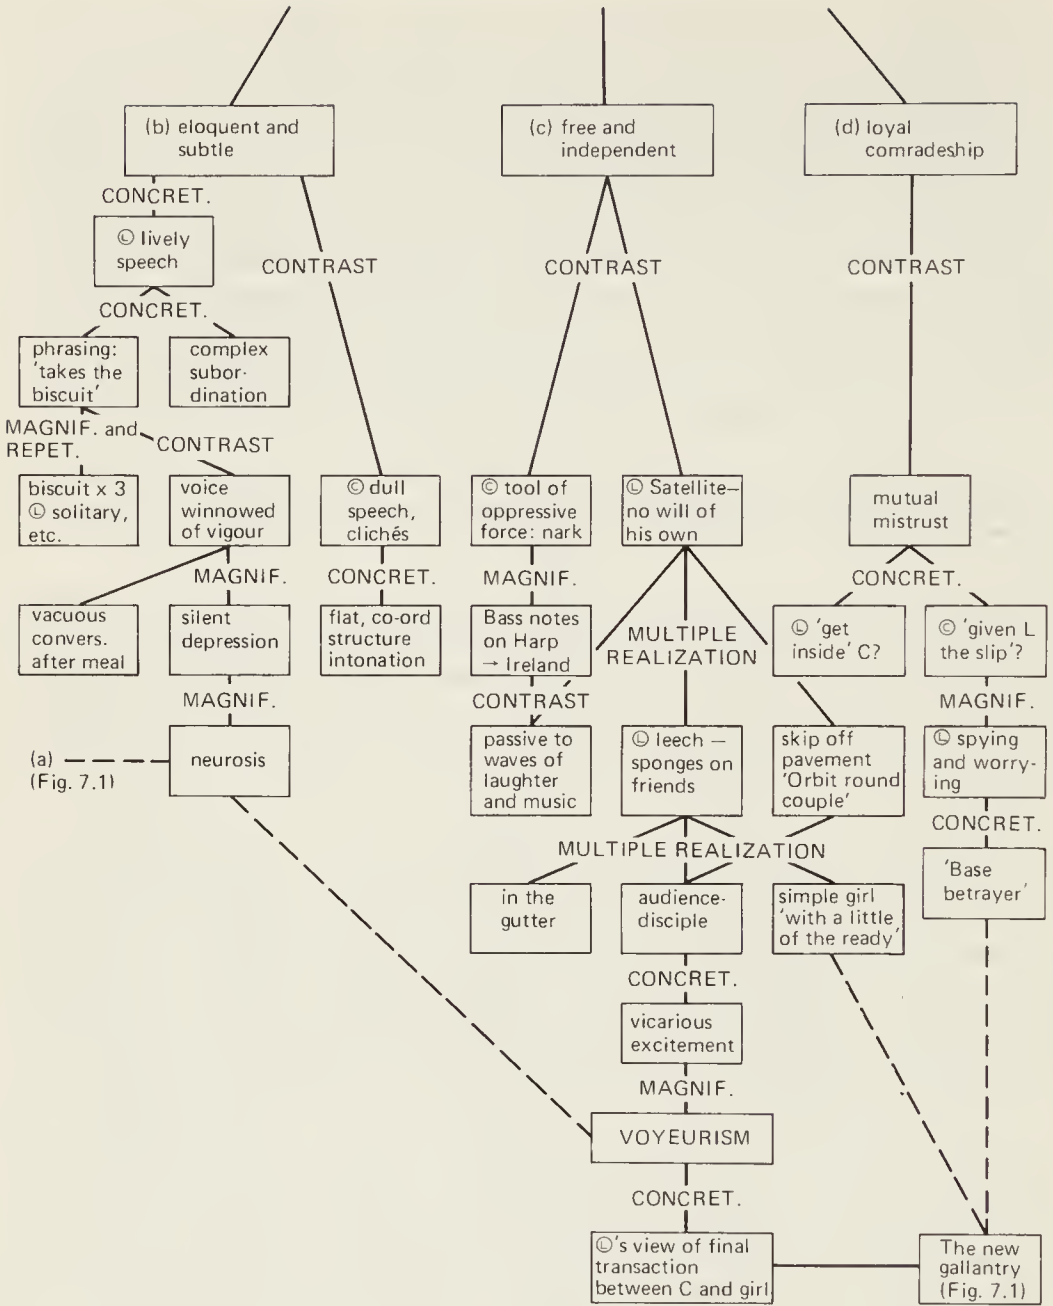 (b) eloquent and
subtle
(c) free and
independent
(d) loyal
comradeship
CONCRET.
Ⓛ lively
speech
CONTRAST
CONTRAST
CONTRAST
CONCRET.
phrasing:
'takes the
biscuit'
complex
subor-
dination
MAGNIF. and
REPET.
CONTRAST
biscuit x 3
Ⓛ solitary,
etc.
voice
winnowed
of vigour
© dull
speech,
clichés
© tool of
oppressive
force: nark
Ⓛ Satellite—
no will of
his own
mutual
mistrust
MAGNIF.
CONCRET.
MAGNIF.
CONCRET.
vacuous
convers.
after meal
silent
depression
flat, co-ord
structure
intonation
Bass notes
on Harp
→ Ireland
MULTIPLE
REALIZATION
Ⓛ 'get
inside' C?
© 'given L
the slip'?
MAGNIF.
CONTRAST
MAGNIF.
(a)
(Fig. 7.1)
neurosis
passive to
waves of
laughter
and music
Ⓛ leech —
sponges on
friends
skip off
pavement
'Orbit round
couple'
Ⓛ spying
and worry-
ing
CONCRET.
MULTIPLE REALIZATION
in the
gutter
audience-
disciple
simple girl
'with a little
of the ready'
'Base
betrayer'
CONCRET.
vicarious
excitement
MAGNIF.
VOYEURISM
CONCRET.
Ⓛ's view of final
transaction
between C and girl
The new
gallantry
(Fig. 7.1)